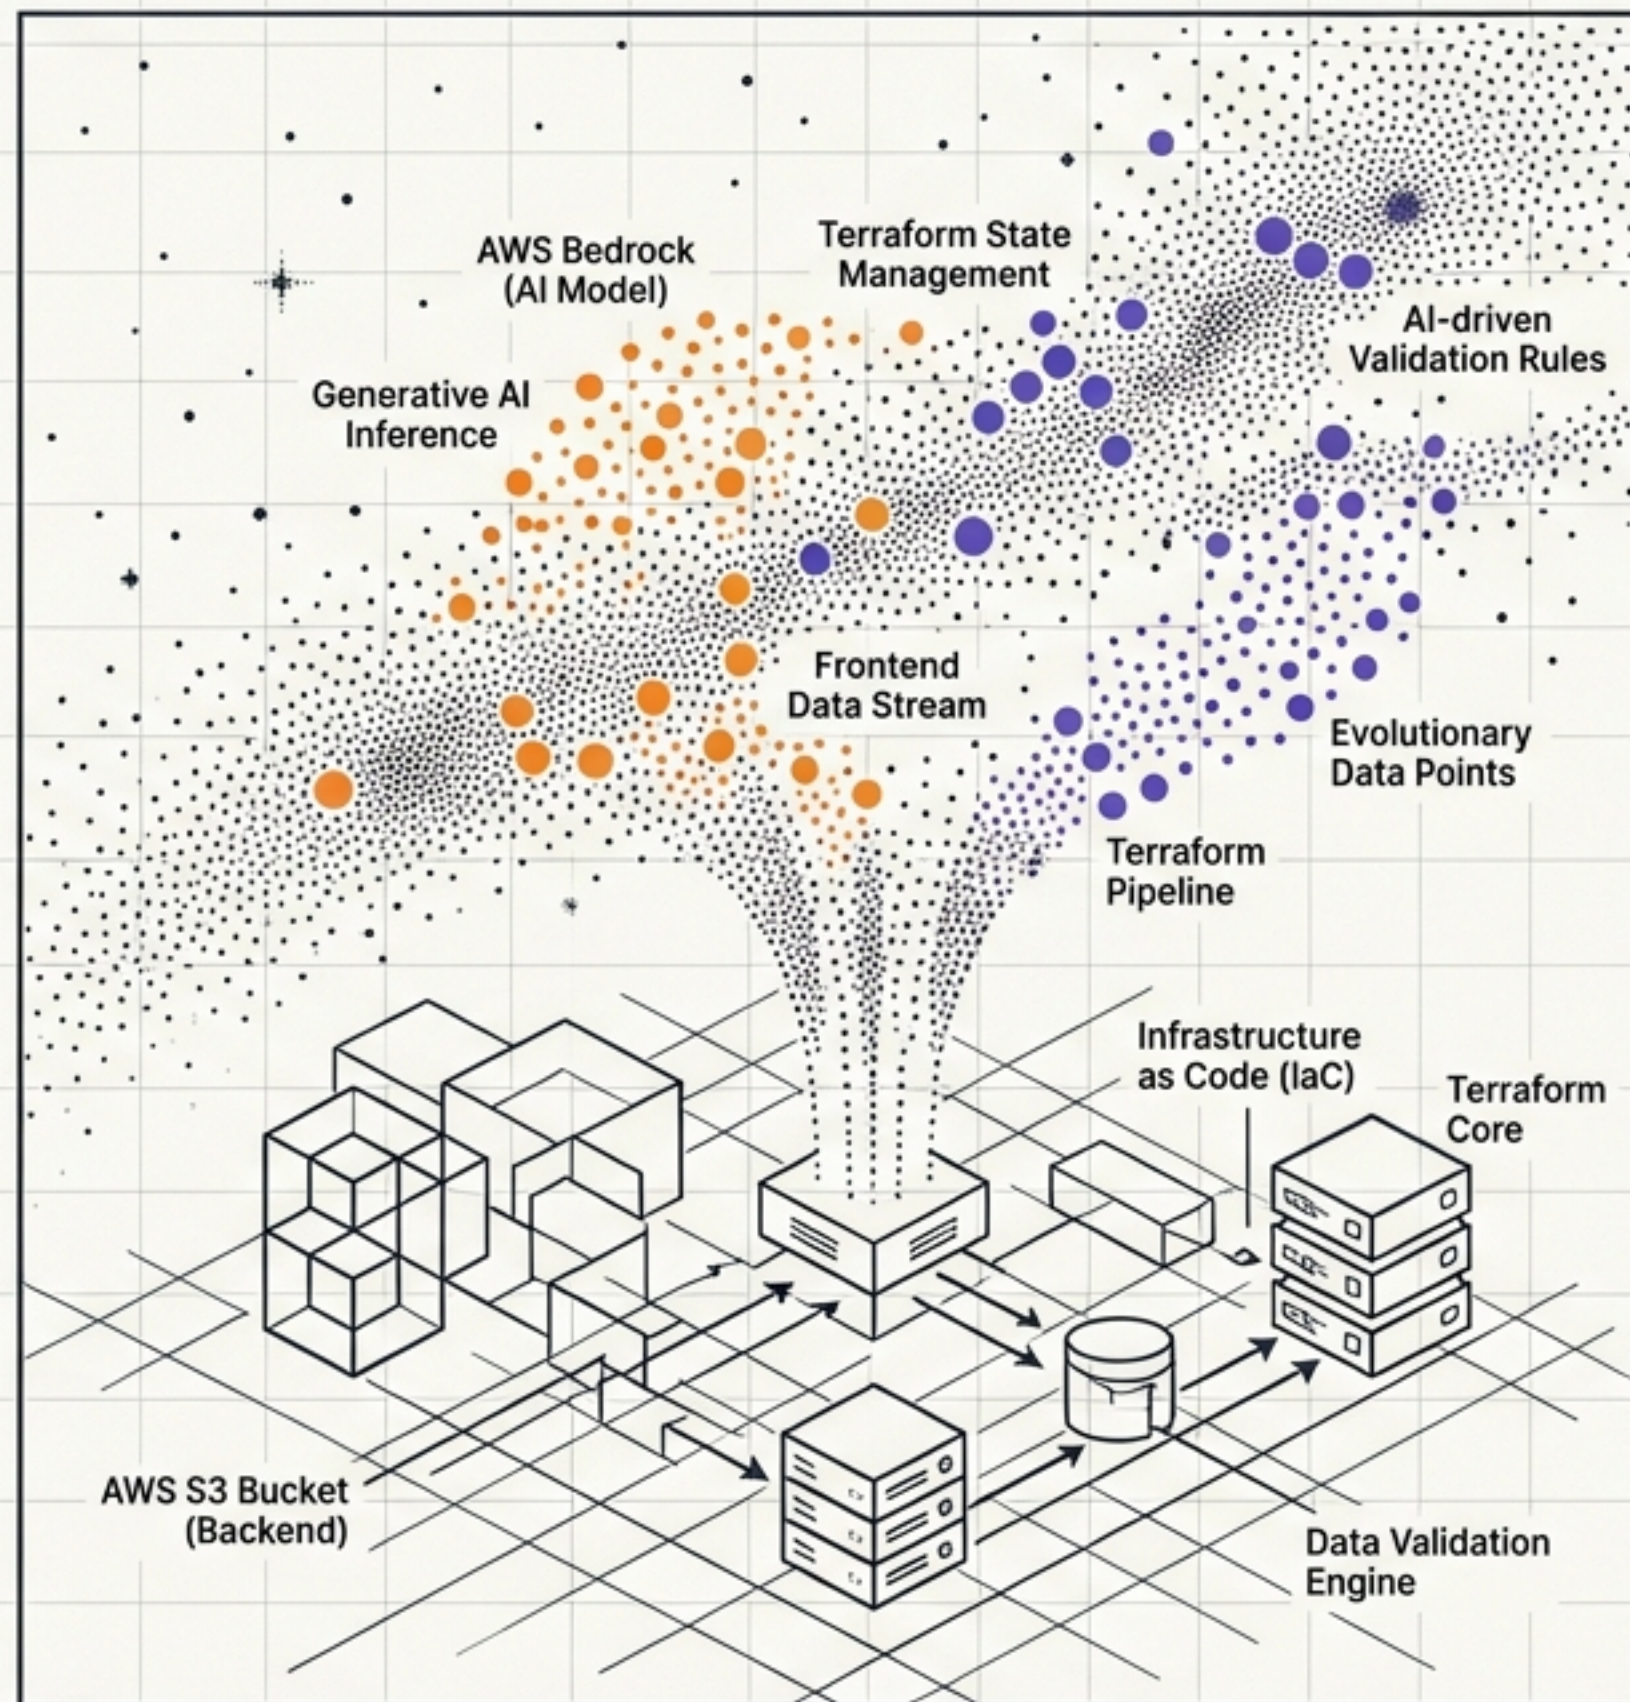 AWS Bedrock
(AI Model)
Terraform State
Management
AI-driven
Validation Rules
Generative AI
Inference
Frontend
Data Stream
Evolutionary
Data Points
Terraform
Pipeline
Infrastructure
as Code (IaC)
Terraform
Core
AWS S3 Bucket
(Backend)
Data Validation
Engine